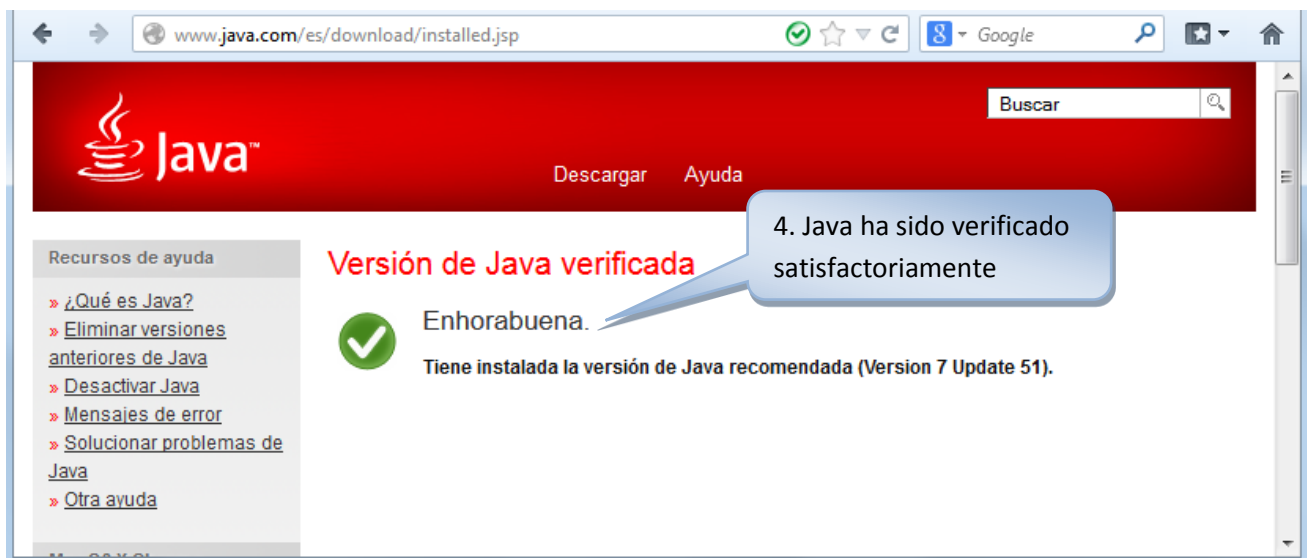 www.java.com/es/download/installed.jsp
Google
Buscar
Java™
Descargar Ayuda
4. Java ha sido verificado
satisfactoriamente
Recursos de ayuda
» ¿Qué es Java?
» Eliminar versiones
anteriores de Java
» Desactivar Java
» Mensajes de error
» Solucionar problemas de
Java
» Otra ayuda
Versión de Java verificada
Enhorabuena.
Tiene instalada la versión de Java recomendada (Version 7 Update 51).